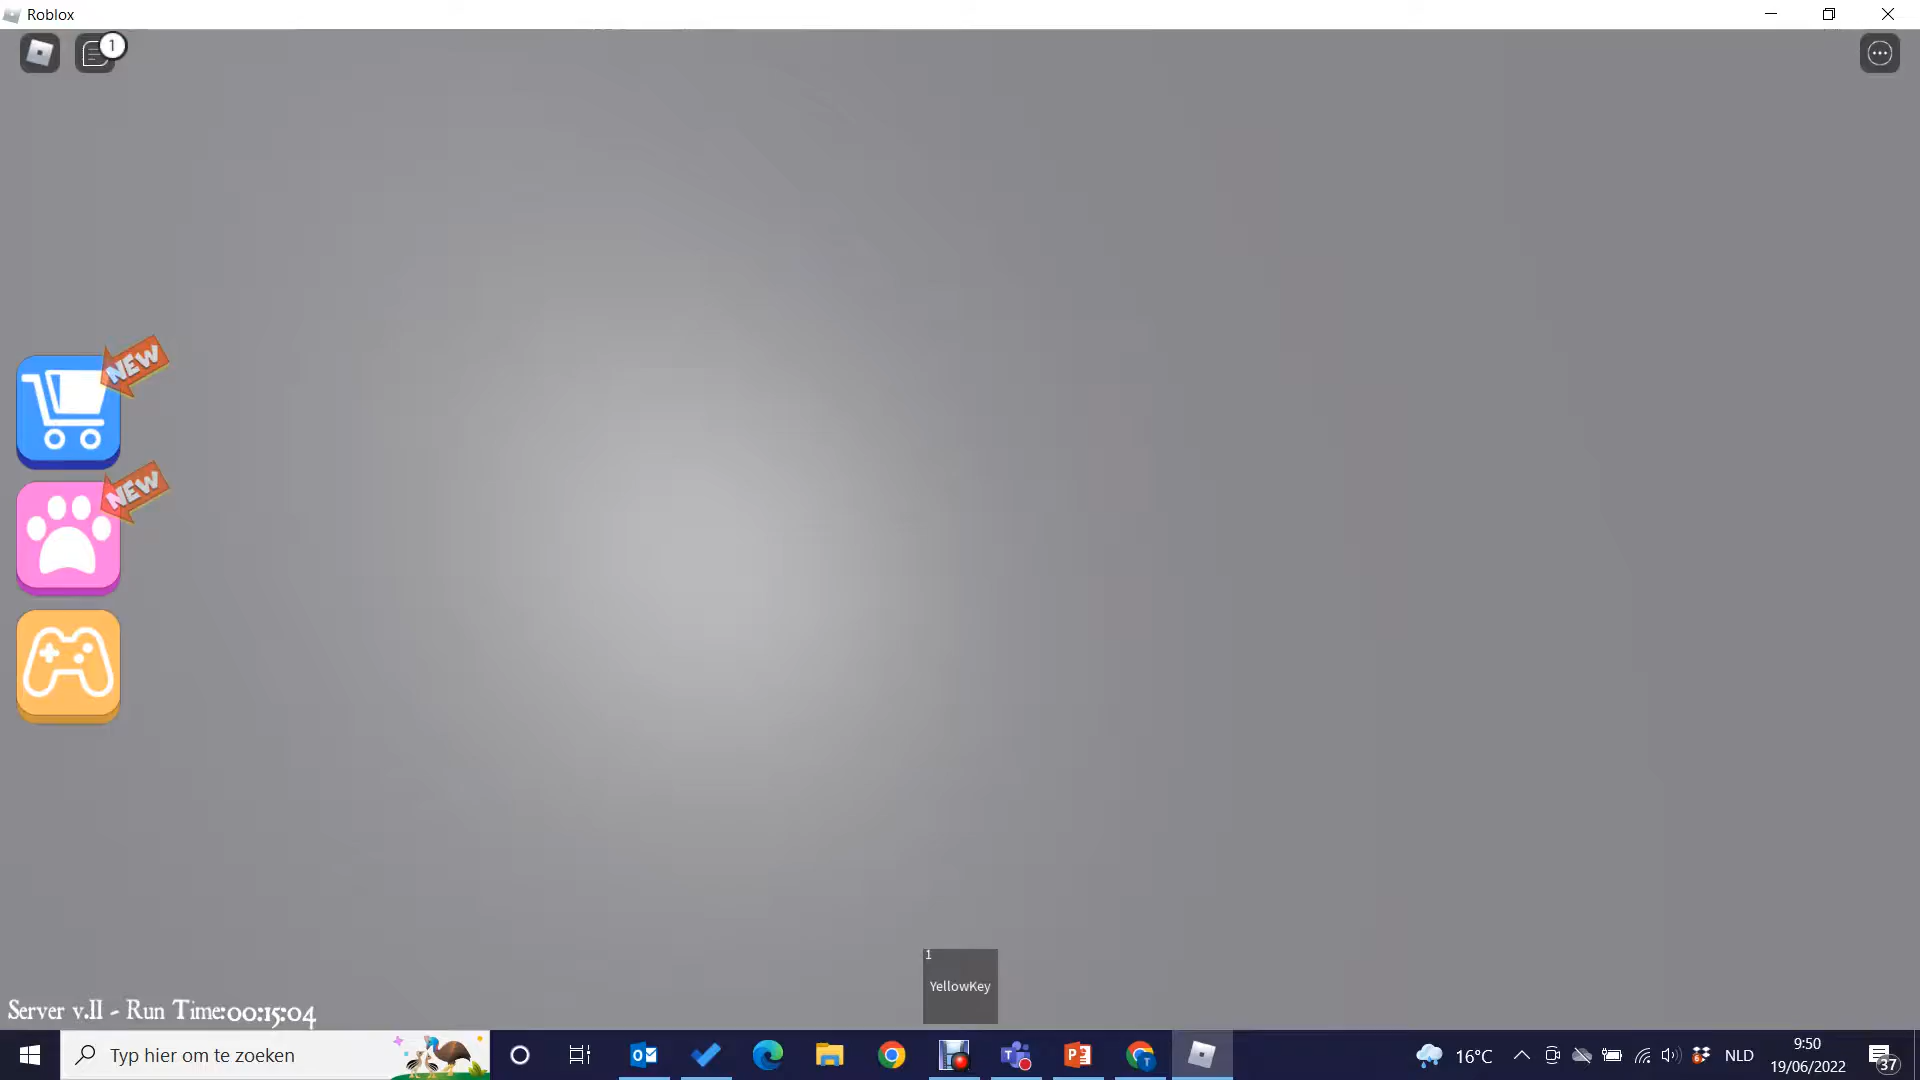 Roblox
1
NEW
NEW
1
YellowKey
Server v.II - Run Time:00:15:04
Typ hier om te zoeken
16°C
NLD
9:50
19/06/2022
37